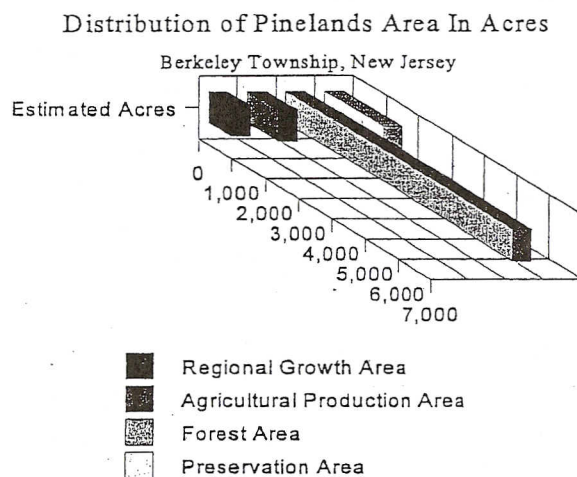 Distribution of Pinelands Area In Acres
Berkeley Township, New Jersey
Estimated Acres
0
1,000
2,000
3,000
4,000
5,000
6,000
7,000
Regional Growth Area
Agricultural Production Area
Forest Area
Preservation Area